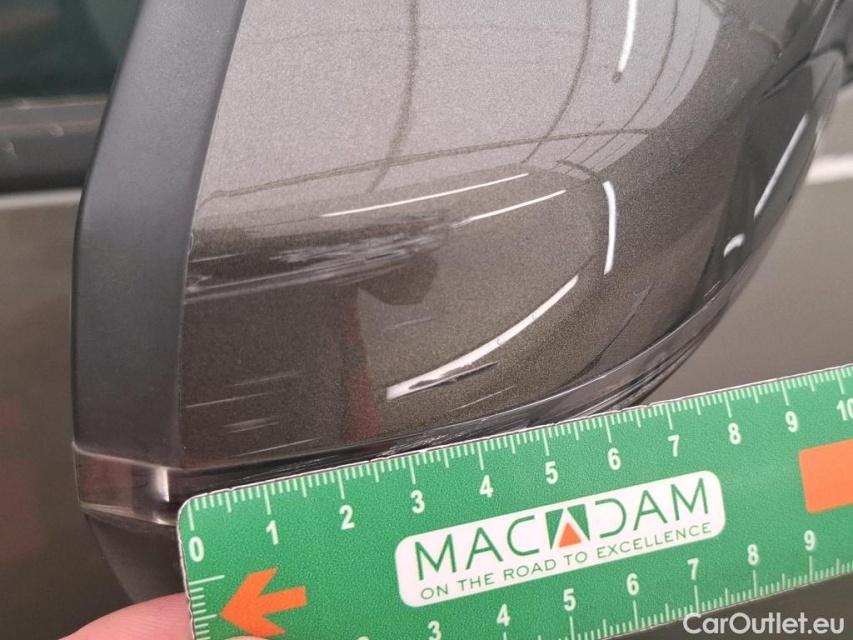 0 1 2 3 4 5 6 7 8 9 10
MACADAM
ON THE ROAD TO EXCELLENCE
3 4 5 6 7 8 9
CarOutlet.eu